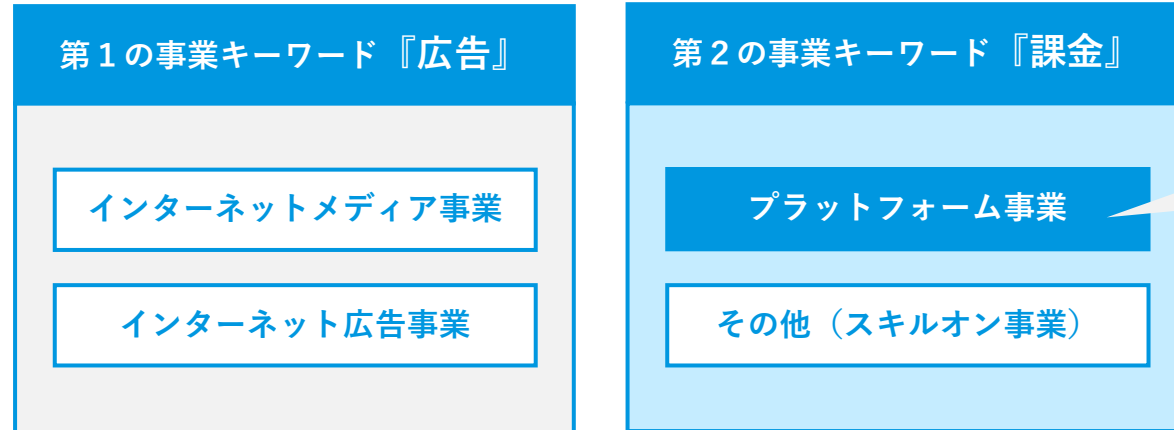 第１の事業キーワード『広告』
インターネットメディア事業
インターネット広告事業
第２の事業キーワード『課金』
プラットフォーム事業
その他（スキルオン事業）